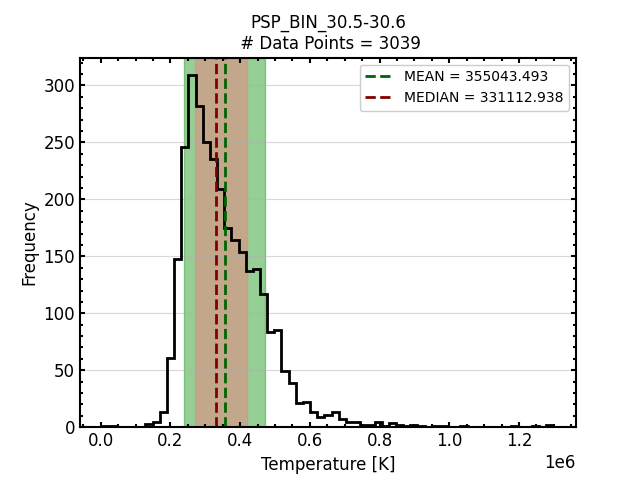 PSP_BIN_30.5-30.6
# Data Points = 3039
MEAN = 355043.493
MEDIAN = 331112.938
300
250
200
150
100
50
0
Frequency
0.0 0.2 0.4 0.6 0.8 1.0 1.2
1e6
Temperature [K]